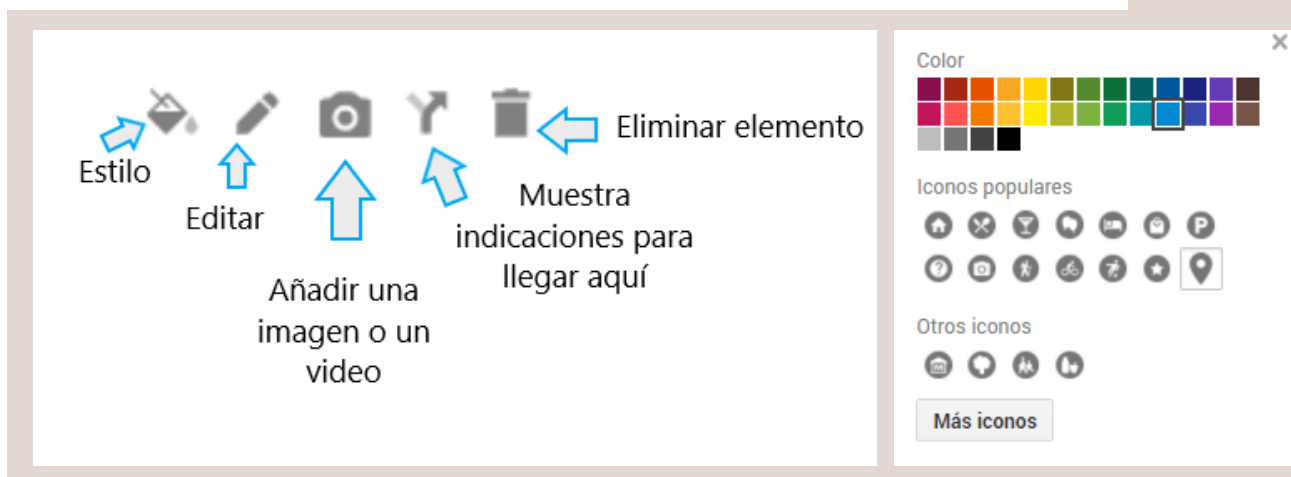 Estilo
Editar
Añadir una
imagen o un
video
Muestra
indicaciones para
llegar aquí
Eliminar elemento
Color
Iconos populares
P
?
Otros iconos
Más iconos